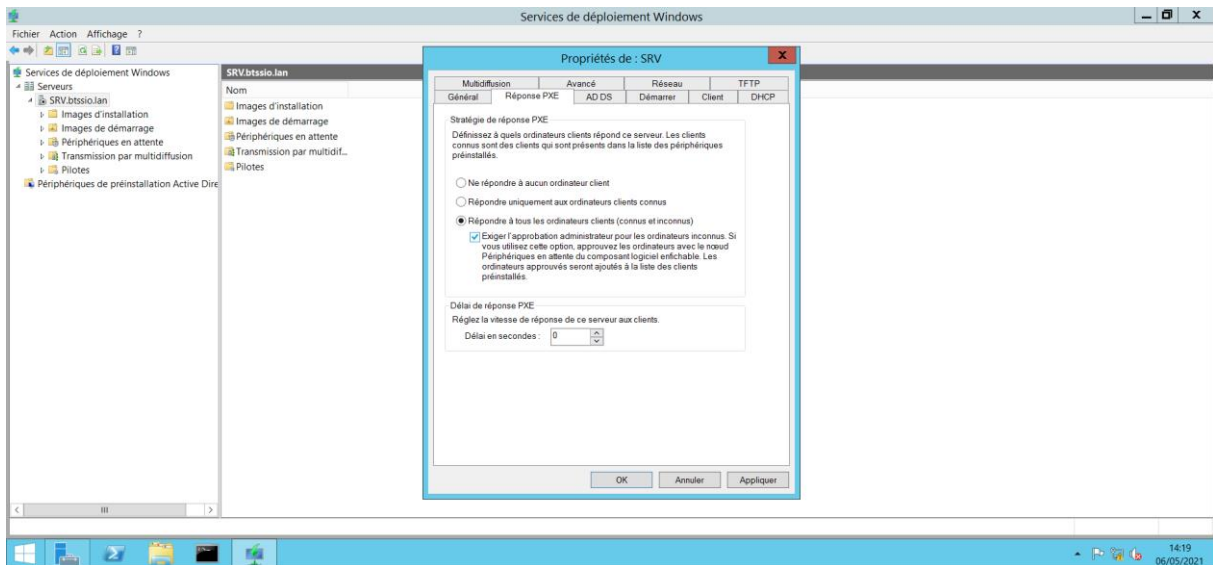 Services de déploiement Windows
Fichier Action Affichage ?
Services de déploiement Windows
Serveurs
SRV.btssio.lan
Images d'installation
Images de démarrage
Périphériques en attente
Transmission par multidiffusion
Pilotes
Périphériques de préinstallation Active Dire
SRV.btssio.lan
Nom
Images d'installation
Images de démarrage
Périphériques en attente
Transmission par multidif...
Pilotes
Propriétés de : SRV
Multidiffusion Avancé Réseau TFTP
Général Réponse PXE AD DS Démarrer Client DHCP
Stratégie de réponse PXE
Définissez à quels ordinateurs clients répond ce serveur. Les clients
connus sont des clients qui sont présents dans la liste des périphériques
préinstallés.
Ne répondre à aucun ordinateur client
Répondre uniquement aux ordinateurs clients connus
Répondre à tous les ordinateurs clients (connus et inconnus)
Exiger l'approbation administrateur pour les ordinateurs inconnus. Si
vous utilisez cette option, approuvez les ordinateurs avec le nœud
Périphériques en attente du composant logiciel enfichable. Les
ordinateurs approuvés seront ajoutés à la liste des clients
préinstallés.
Délai de réponse PXE
Réglez la vitesse de réponse de ce serveur aux clients.
Délai en secondes : 0
OK Annuler Appliquer
14:19
06/05/2021